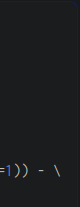 =1)) - \